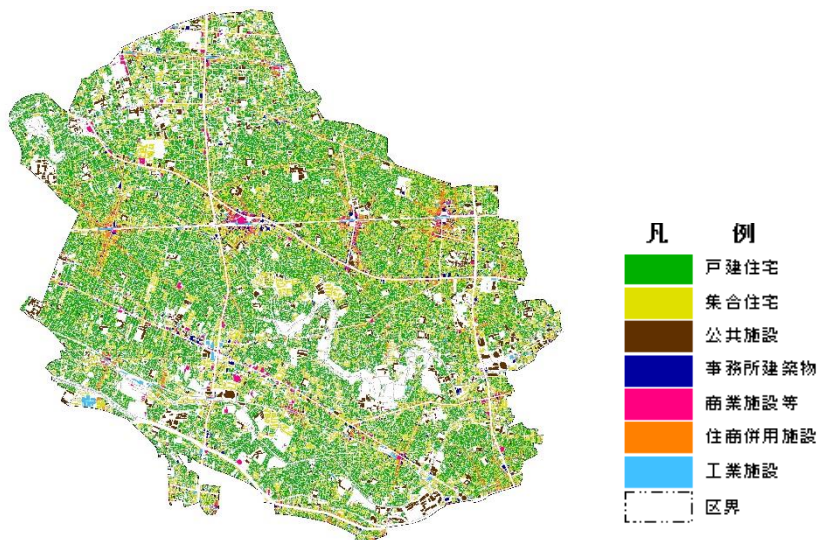 凡 例
戸建住宅
集合住宅
公共施設
事務所建築物
商業施設等
住商併用施設
工業施設
区界